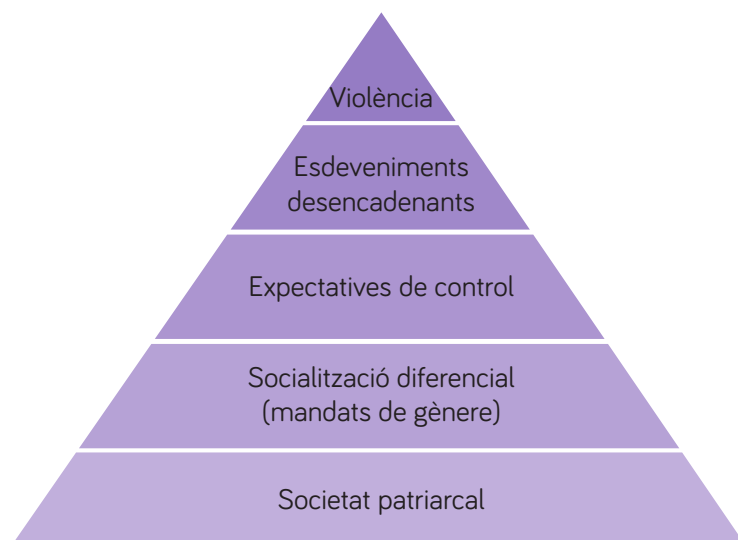 Violència
Esdeveniments
desencadenants
Expectatives de control
Socialització diferencial
(mandats de gènere)
Societat patriarcal